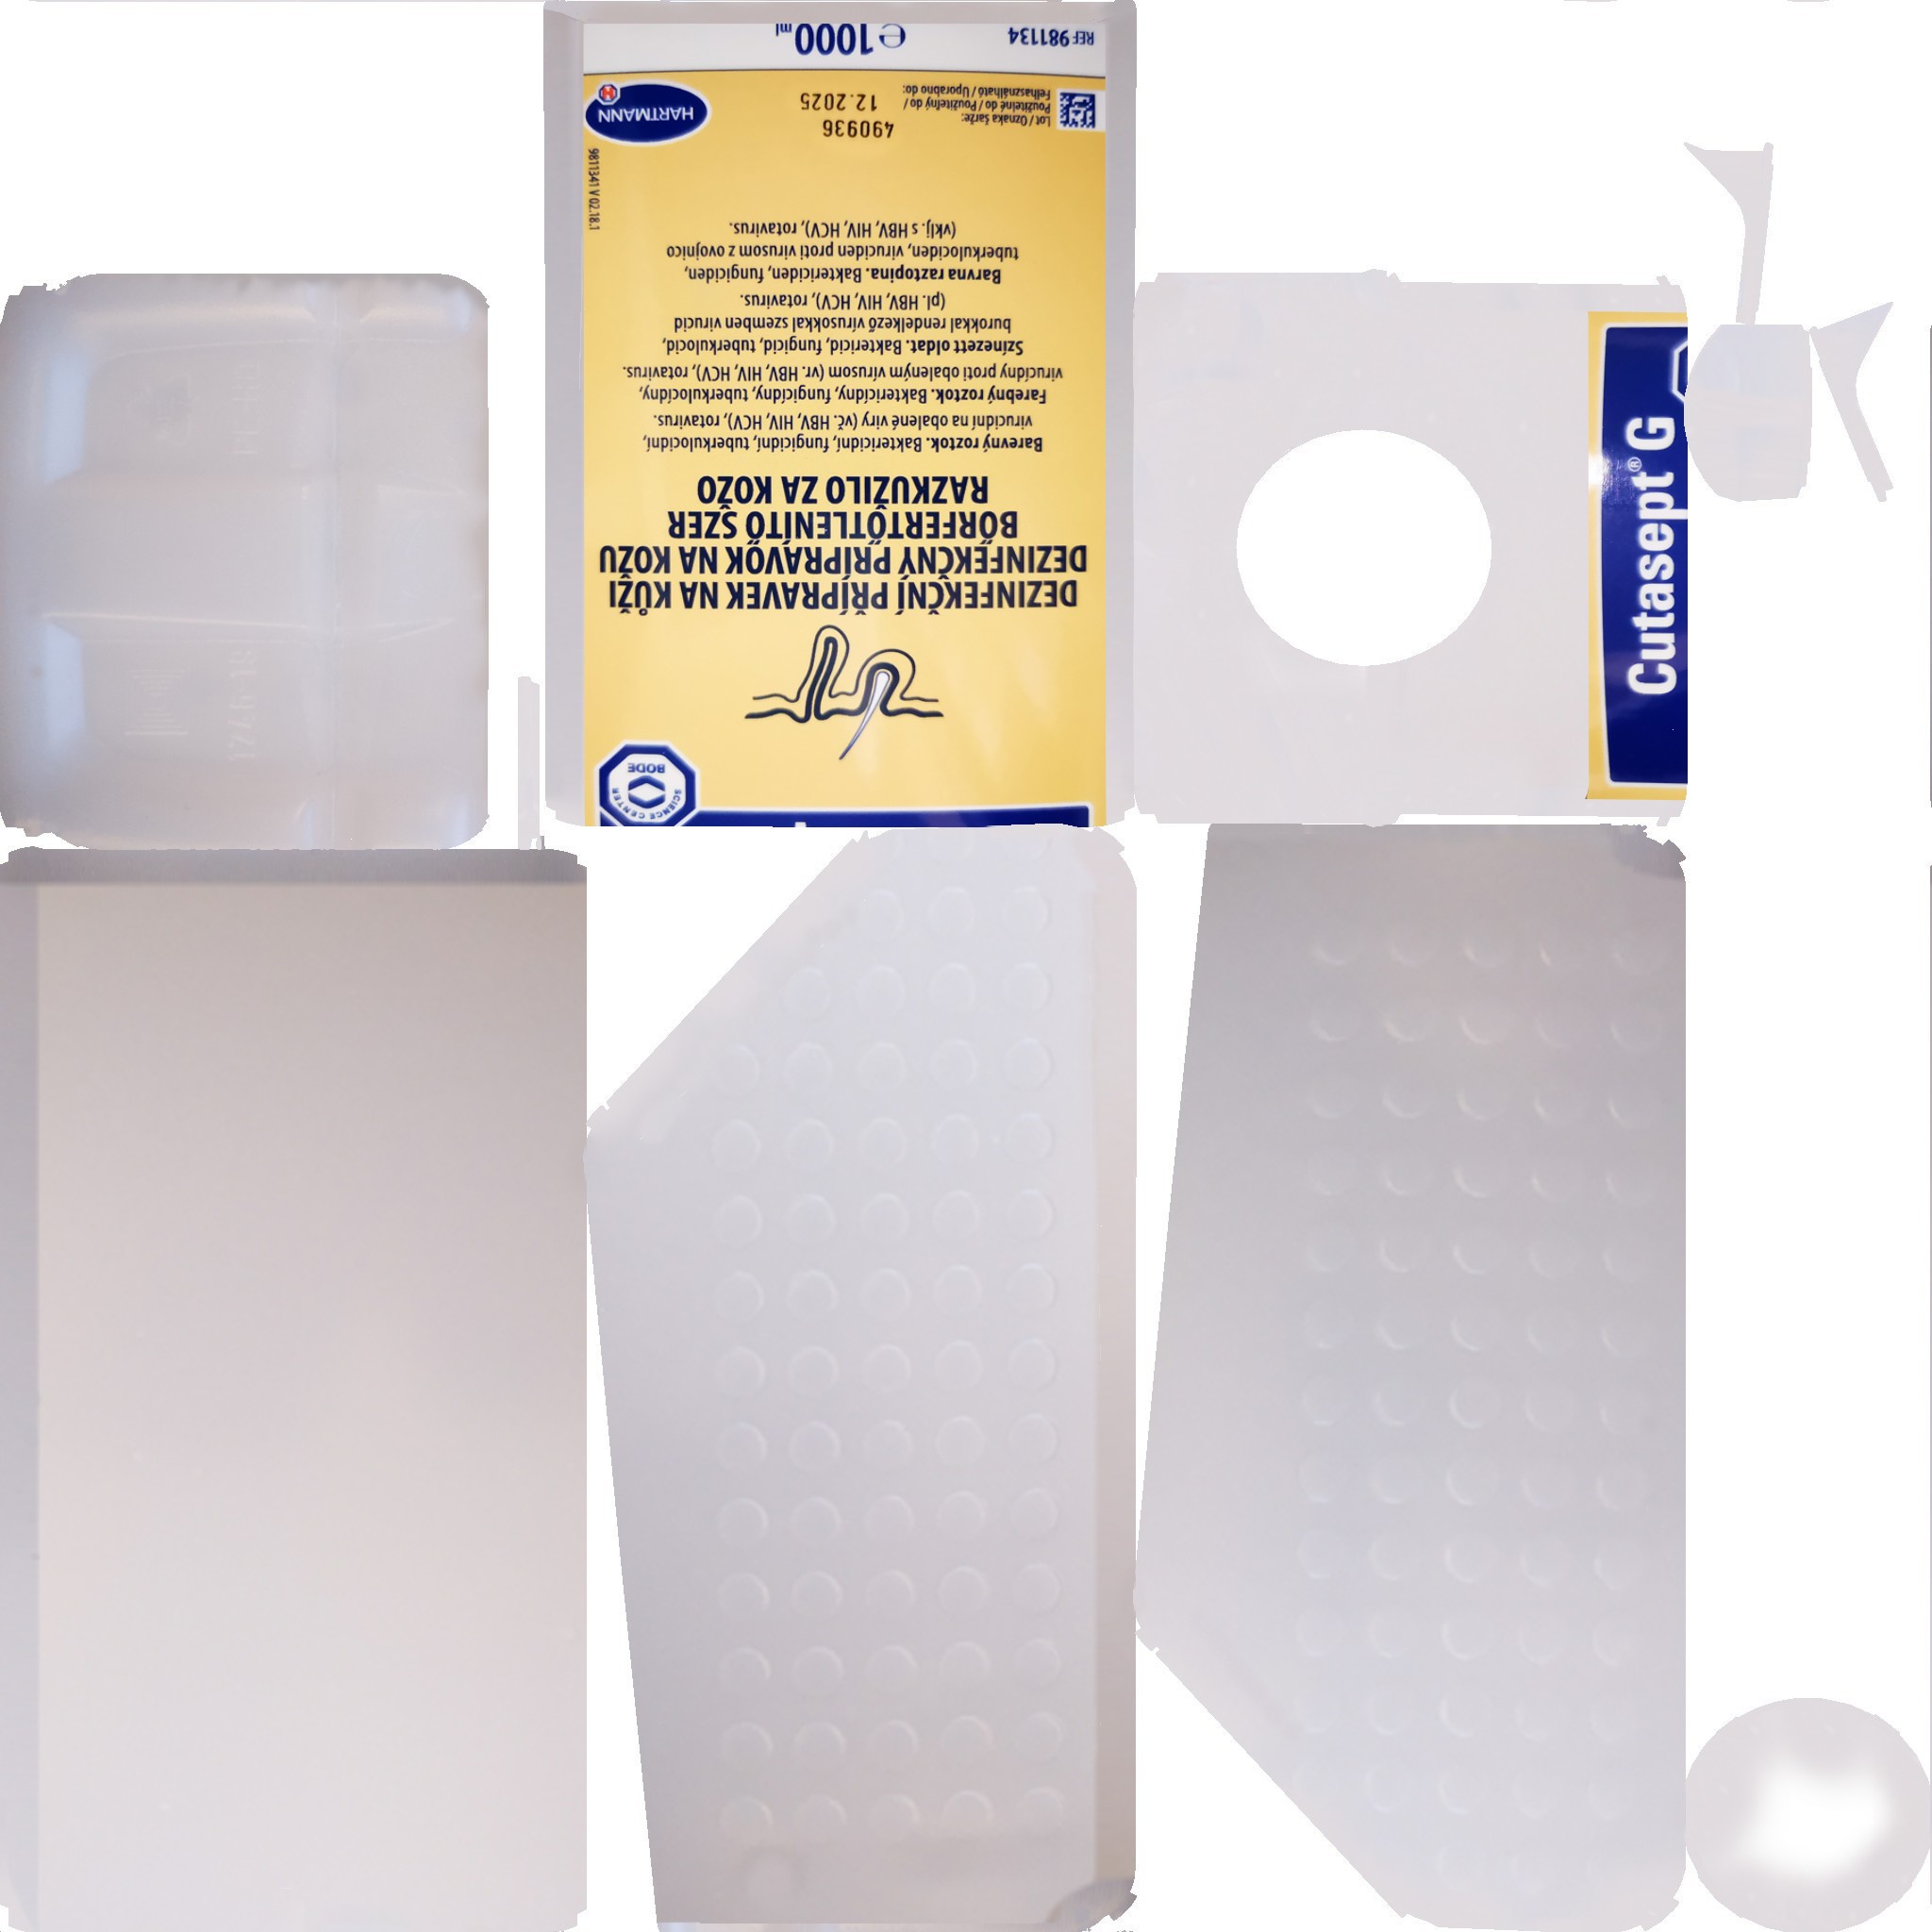 Cutasept® G
BODE
SCIENCE CENTER
DEZINFEKČNÍ PŘÍPRAVEK NA KŮŽI
DEZINFEKČNÝ PRÍPRAVOK NA KOŽU
BŐRFERTŐTLENÍTŐ SZER
RAZKUŽILO ZA KOŽO
Barevný roztok. Baktericidní, fungicidní, tuberkulocidní,
virucidní na obalené viry (vč. HBV, HIV, HCV), rotavirus.
Farebný roztok. Baktericídny, fungicídny, tuberkulocídny,
virucídny proti obaleným vírusom (vr. HBV, HIV, HCV), rotavírus.
Színezett oldat. Baktericid, fungicid, tuberkulocid,
burokkal rendelkező vírusokkal szemben virucid
(pl. HBV, HIV, HCV), rotavirus.
Barvna raztopina. Baktericiden, fungiciden,
tuberkulociden, viruciden proti virusom z ovojnico
(vklj. s HBV, HIV, HCV), rotavirus.
9811341 V 02.18.1
Lot / Oznaka šarže:
490936
Použitelné do / Použiteľný do /
Felhasználható / Uporabno do:
12.2025
HARTMANN
REF 981134
℮ 1000 ml